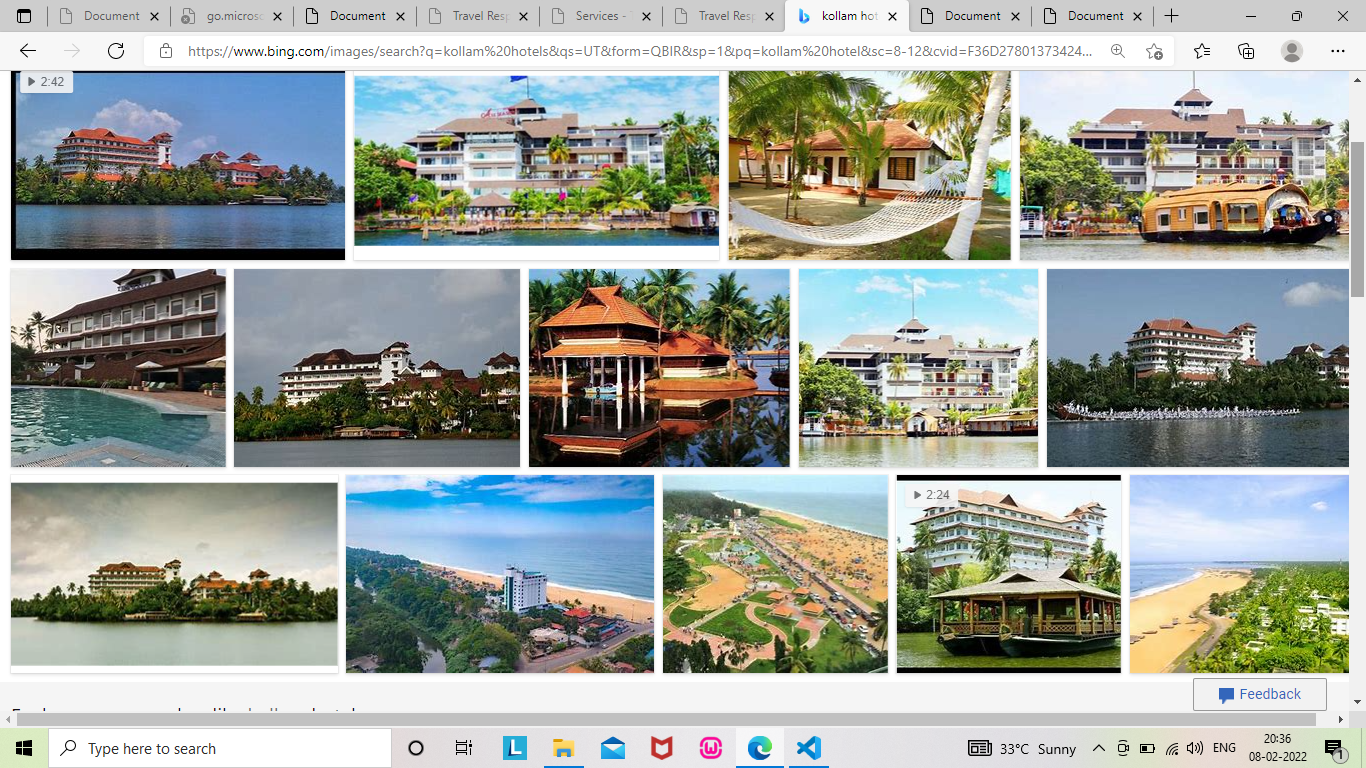 Document
go.microsc
Document
Travel Resp
Services - T
Travel Resp
kollam hot
Document
Document
https://www.bing.com/images/search?q=kollam%20hotels&qs=UT&form=QBIR&sp=1&pq=kollam%20hotel&sc=8-12&cvid=F36D27801373424...
2:42
2:24
Feedback
Type here to search
33°C Sunny
ENG
20:36
08-02-2022
1